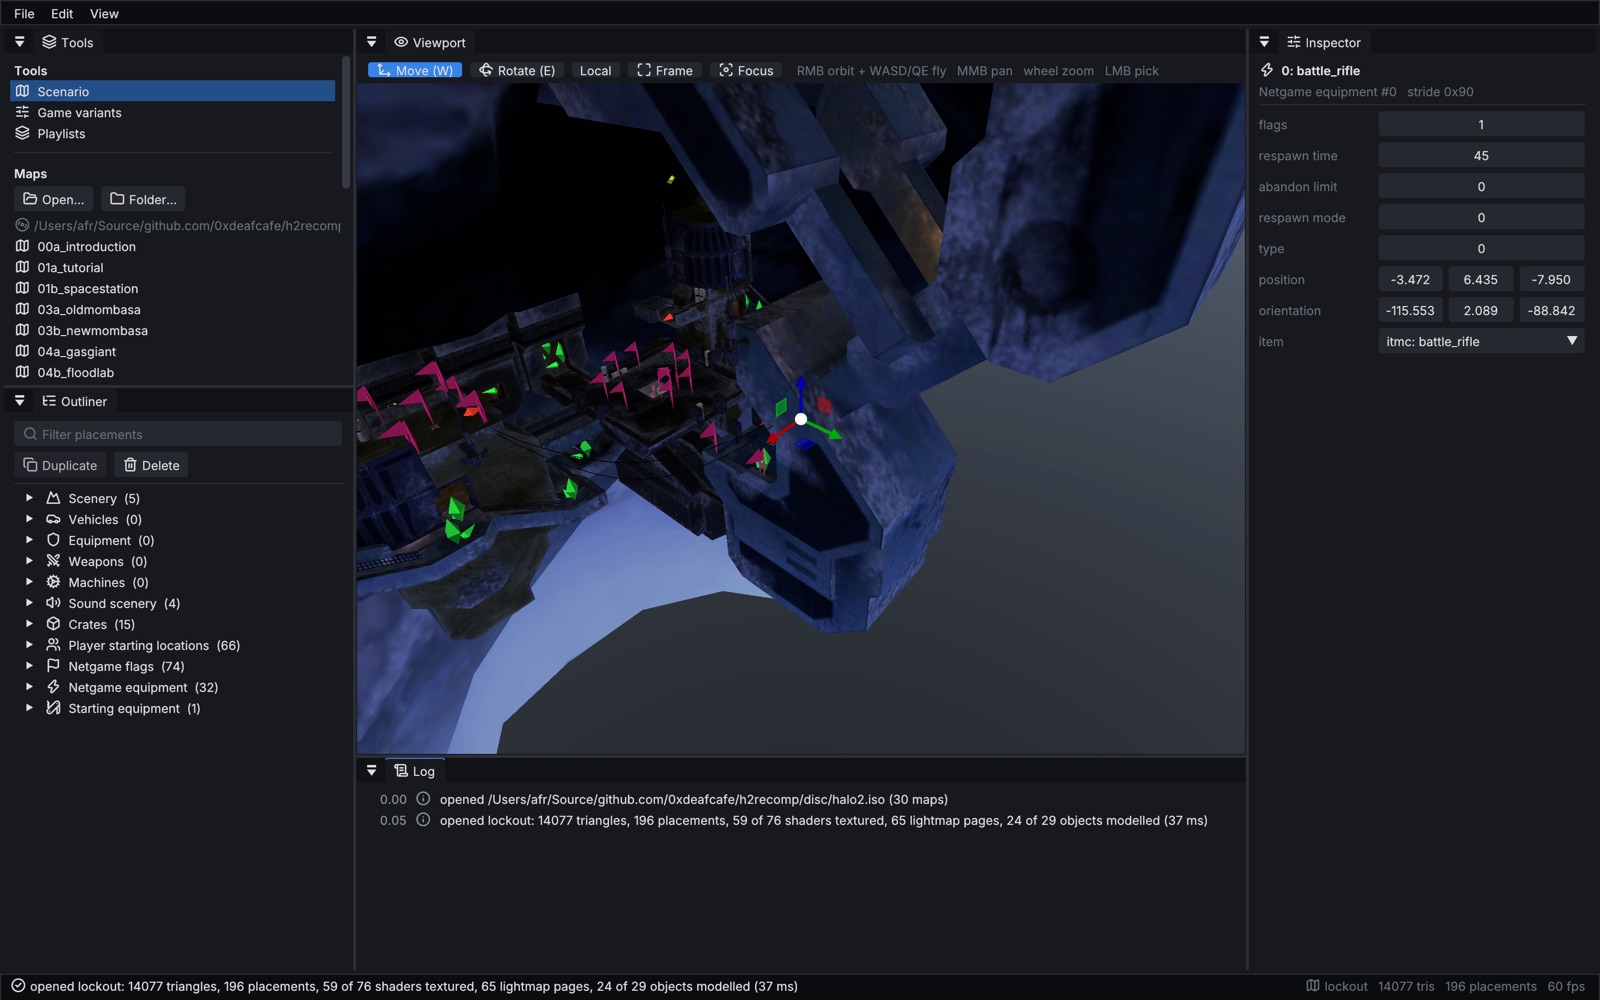 File Edit View
Tools
Tools
Scenario
Game variants
Playlists
Maps
Open... Folder...
/Users/afr/Source/github.com/0xdeafcafe/h2recomp
00a_introduction
01a_tutorial
01b_spacestation
03a_oldmombasa
03b_newmombasa
04a_gasgiant
04b_floodlab
Outliner
Filter placements
Duplicate Delete
Scenery (5)
Vehicles (0)
Equipment (0)
Weapons (0)
Machines (0)
Sound scenery (4)
Crates (15)
Player starting locations (66)
Netgame flags (74)
Netgame equipment (32)
Starting equipment (1)
Viewport
Move (W) Rotate (E) Local Frame Focus RMB orbit + WASD/QE fly MMB pan wheel zoom LMB pick
Log
0.00 opened /Users/afr/Source/github.com/0xdeafcafe/h2recomp/disc/halo2.iso (30 maps)
0.05 opened lockout: 14077 triangles, 196 placements, 59 of 76 shaders textured, 65 lightmap pages, 24 of 29 objects modelled (37 ms)
Inspector
0: battle_rifle
Netgame equipment #0 stride 0x90
flags 1
respawn time 45
abandon limit 0
respawn mode 0
type 0
position -3.472 6.435 -7.950
orientation -115.553 2.089 -88.842
item itmc: battle_rifle
opened lockout: 14077 triangles, 196 placements, 59 of 76 shaders textured, 65 lightmap pages, 24 of 29 objects modelled (37 ms)
lockout 14077 tris 196 placements 60 fps